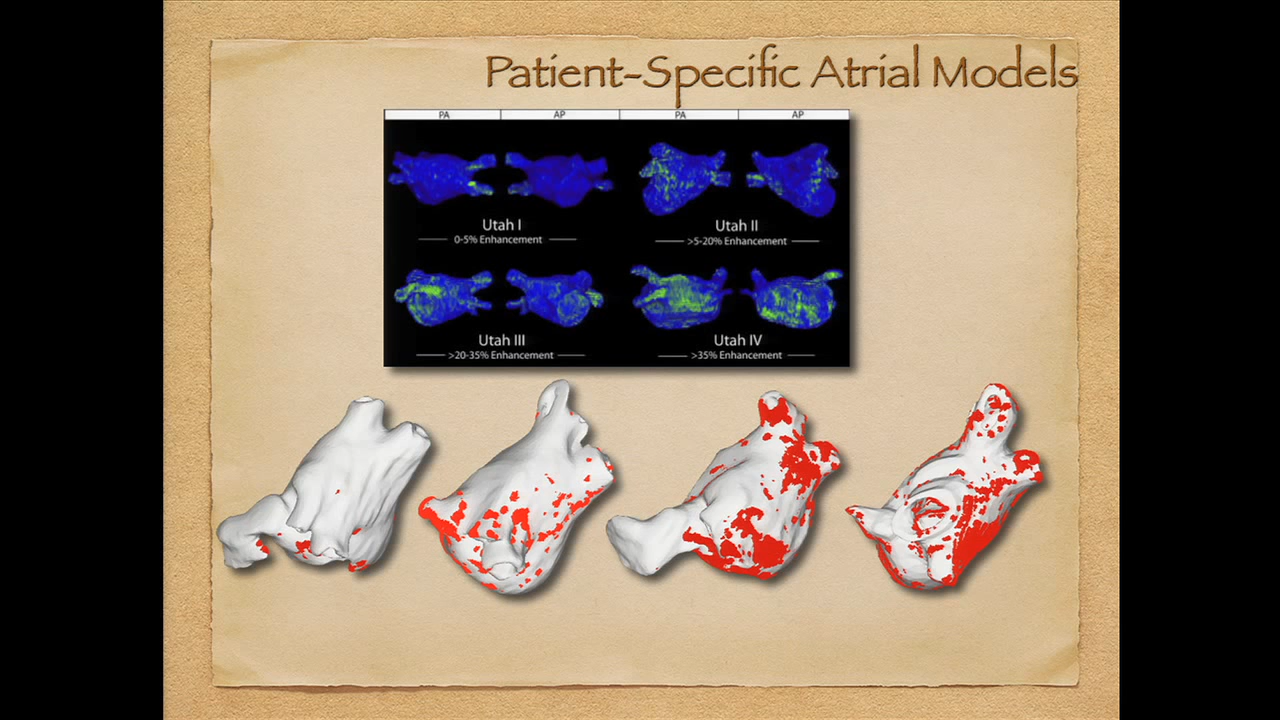 Patient-Specific Atrial Models
PA AP PA AP
Utah I Utah II
0-5% Enhancement >5-20% Enhancement
Utah III Utah IV
>20-35% Enhancement >35% Enhancement